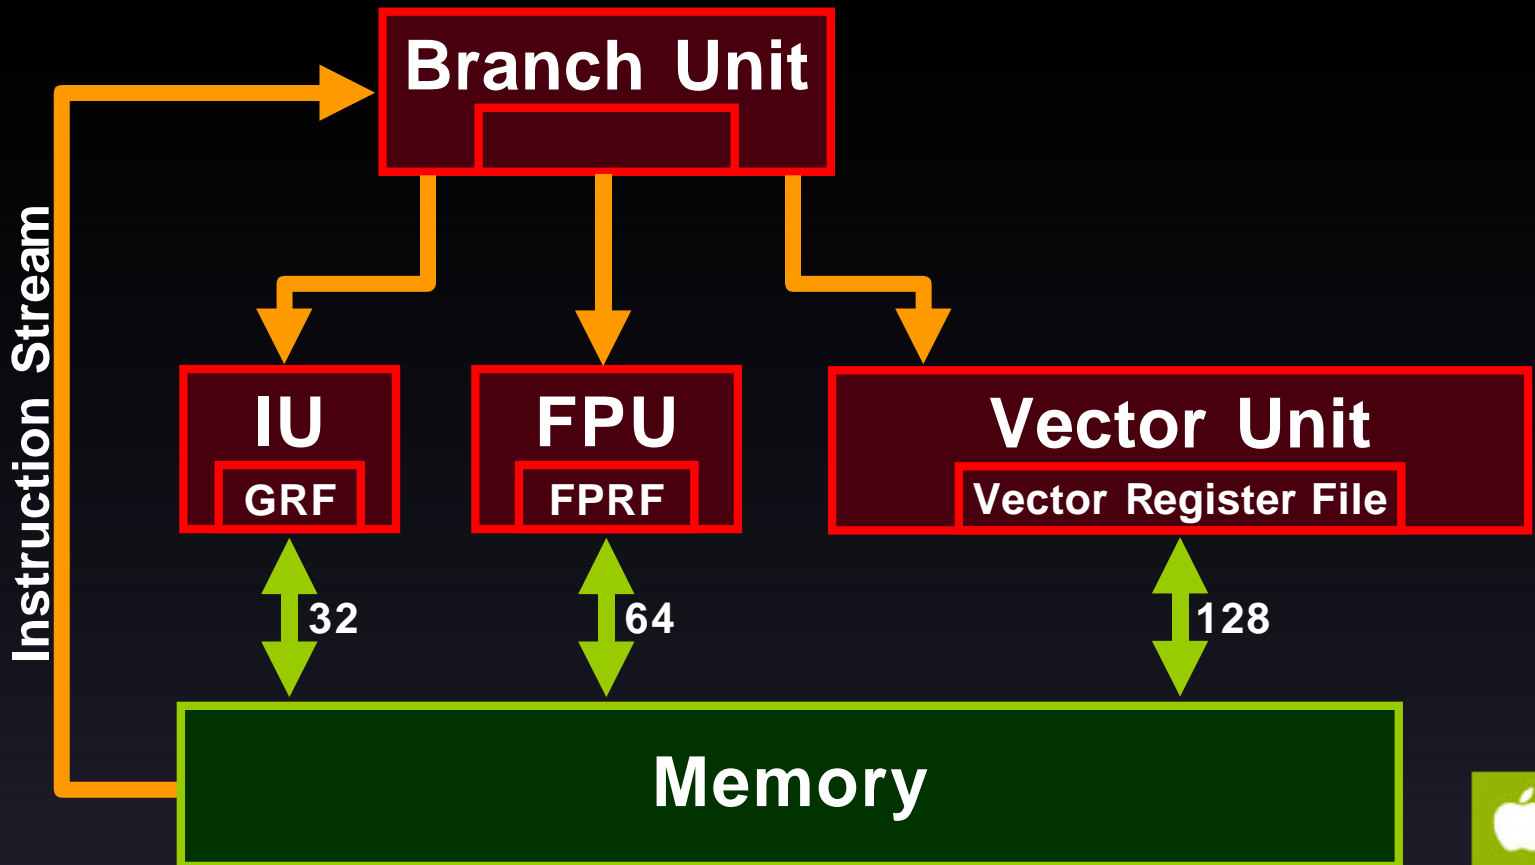 Branch Unit
Instruction Stream
IU
GRF
FPU
FPRF
Vector Unit
Vector Register File
32
64
128
Memory